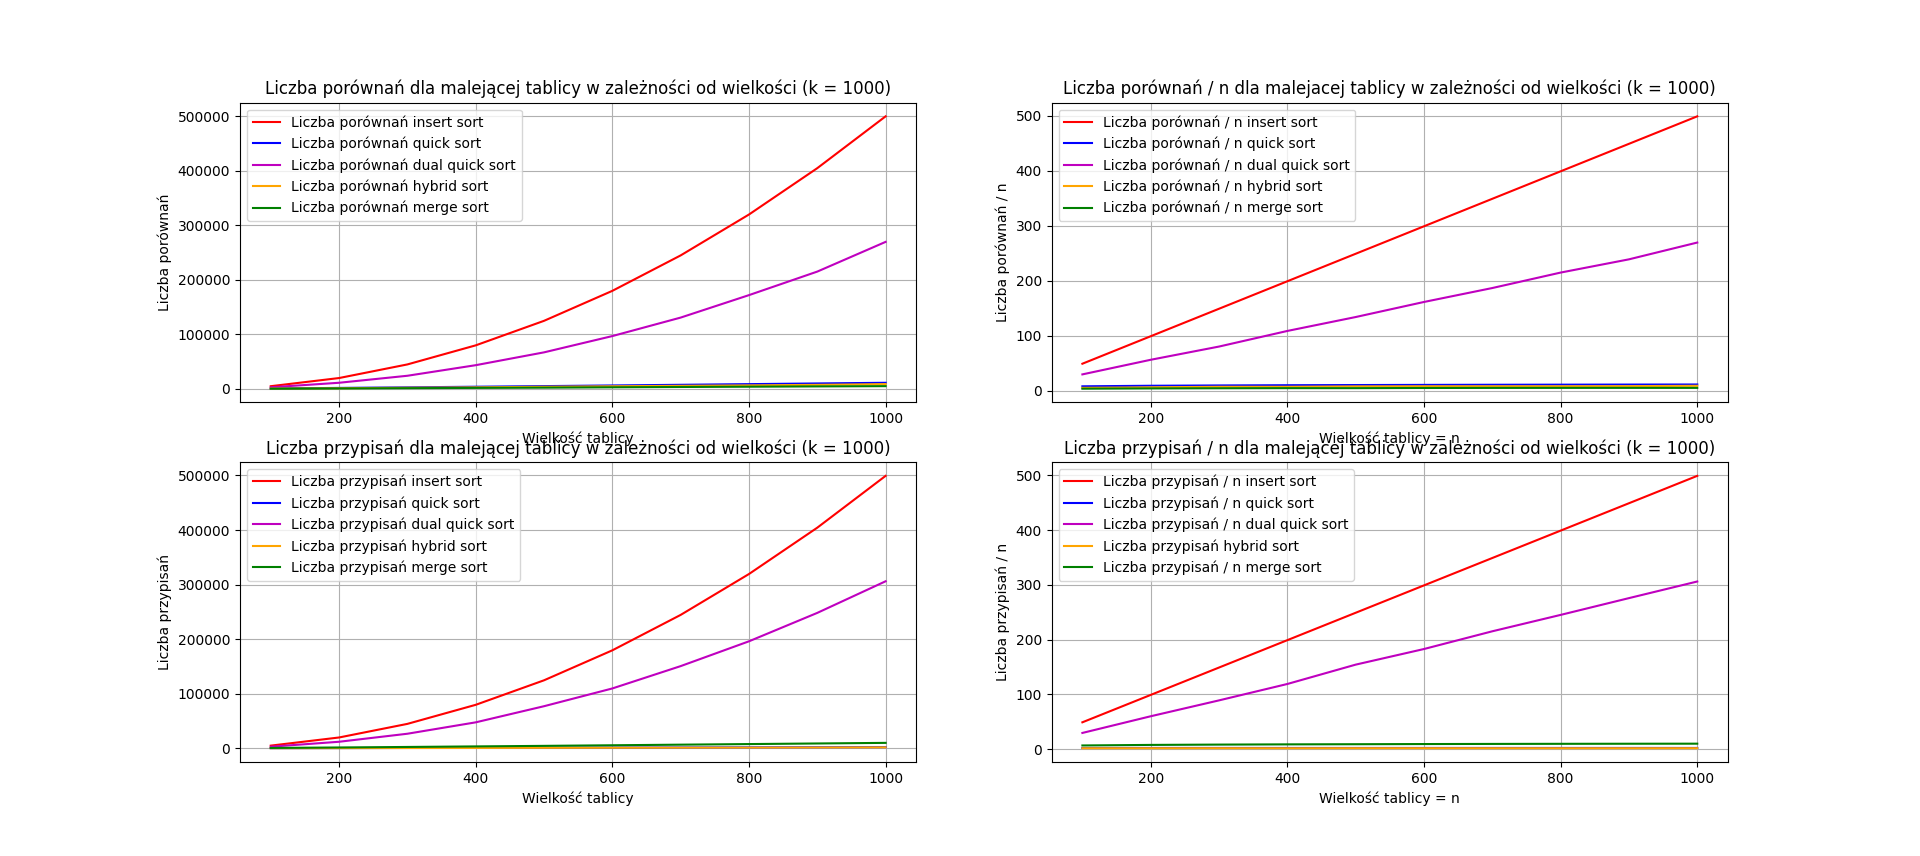 Liczba porównań dla malejącej tablicy w zależności od wielkości (k = 1000)
500000
400000
300000
200000
100000
0
Liczba porównań
Liczba porównań insert sort
Liczba porównań quick sort
Liczba porównań dual quick sort
Liczba porównań hybrid sort
Liczba porównań merge sort
200 400 600 800 1000
Wielkość tablicy
Liczba porównań / n dla malejacej tablicy w zależności od wielkości (k = 1000)
500
400
300
200
100
0
Liczba porównań / n
Liczba porównań / n insert sort
Liczba porównań / n quick sort
Liczba porównań / n dual quick sort
Liczba porównań / n hybrid sort
Liczba porównań / n merge sort
200 400 600 800 1000
Wielkość tablicy = n
Liczba przypisań dla malejącej tablicy w zależności od wielkości (k = 1000)
500000
400000
300000
200000
100000
0
Liczba przypisań
Liczba przypisań insert sort
Liczba przypisań quick sort
Liczba przypisań dual quick sort
Liczba przypisań hybrid sort
Liczba przypisań merge sort
200 400 600 800 1000
Wielkość tablicy
Liczba przypisań / n dla malejącej tablicy w zależności od wielkości (k = 1000)
500
400
300
200
100
0
Liczba przypisań / n
Liczba przypisań / n insert sort
Liczba przypisań / n quick sort
Liczba przypisań / n dual quick sort
Liczba przypisań hybrid sort
Liczba przypisań / n merge sort
200 400 600 800 1000
Wielkość tablicy = n